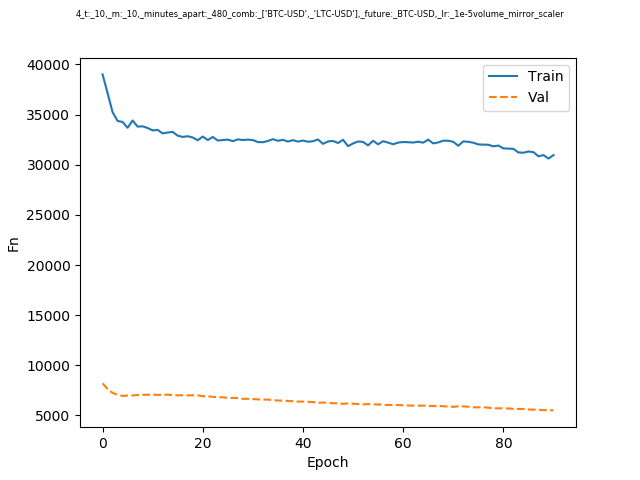 4_t:_10,_m:_10,_minutes_apart:_480_comb:_['BTC-USD',_'LTC-USD'],_future:_BTC-USD,_lr:_1e-5volume_mirror_scaler
40000
35000
30000
25000
20000
15000
10000
5000
Fn
Train
Val
0 20 40 60 80
Epoch